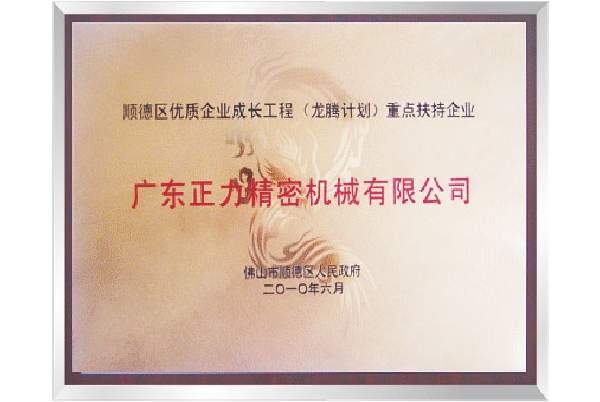 顺德区优质企业成长工程（龙腾计划）重点扶持企业
广东正力精密机械有限公司
佛山市顺德区人民政府
二〇一〇年六月